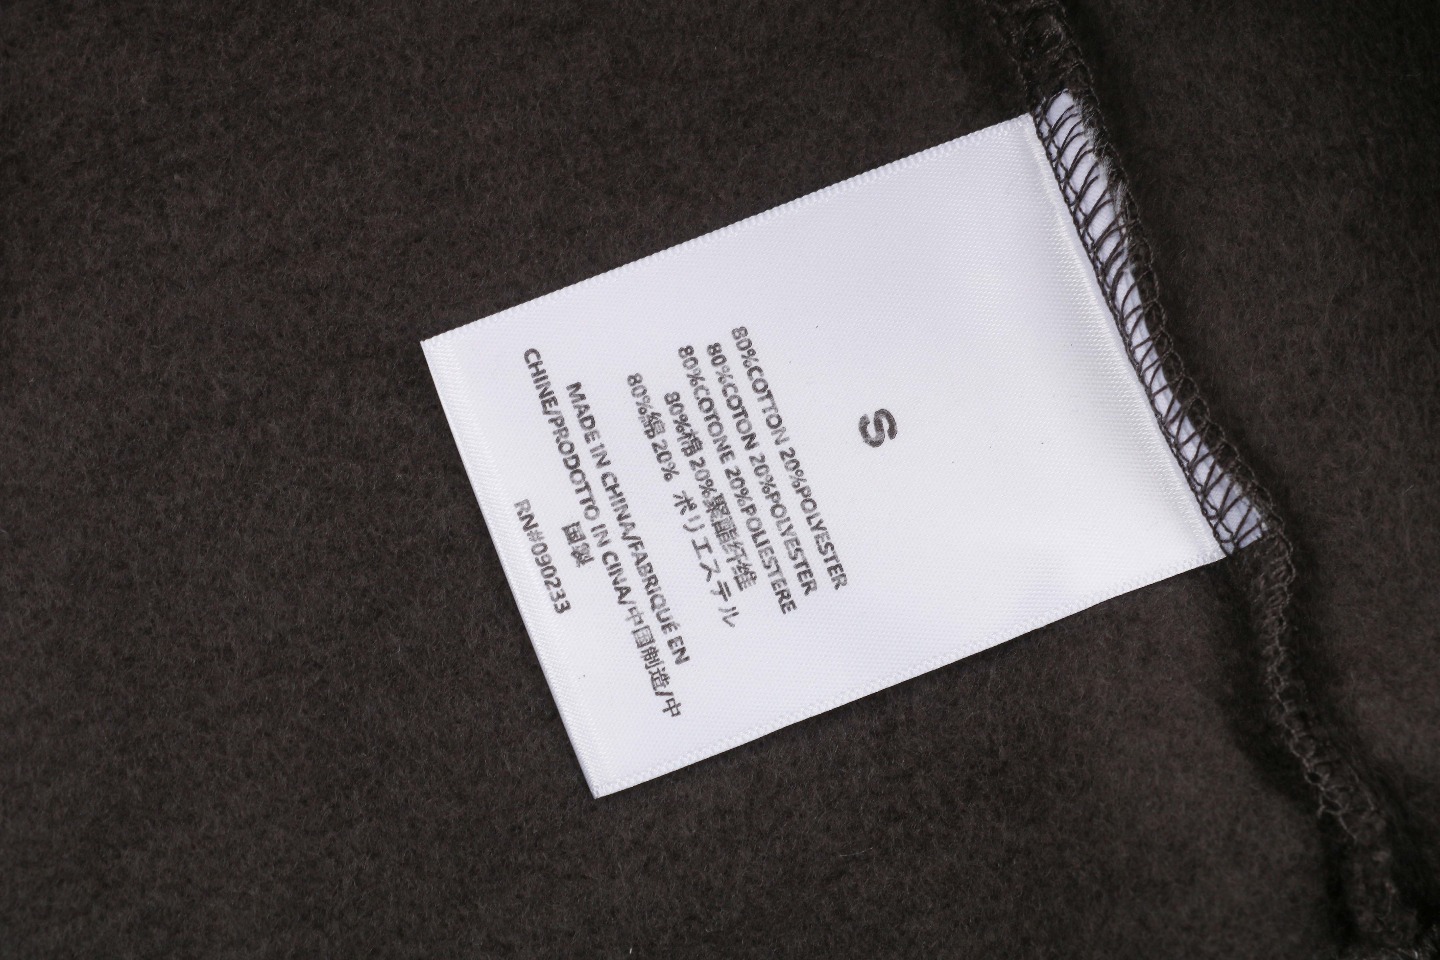 S
80%COTTON 20%POLYESTER
80%COTON 20%POLYESTER
80%COTONE 20%POLIESTERE
80%棉 20%聚酯纤维
80%綿 20% ポリエステル
MADE IN CHINA/FABRIQUÉ EN
CHINE/PRODOTTO IN CINA/中国制造/中
国製
RN#090233